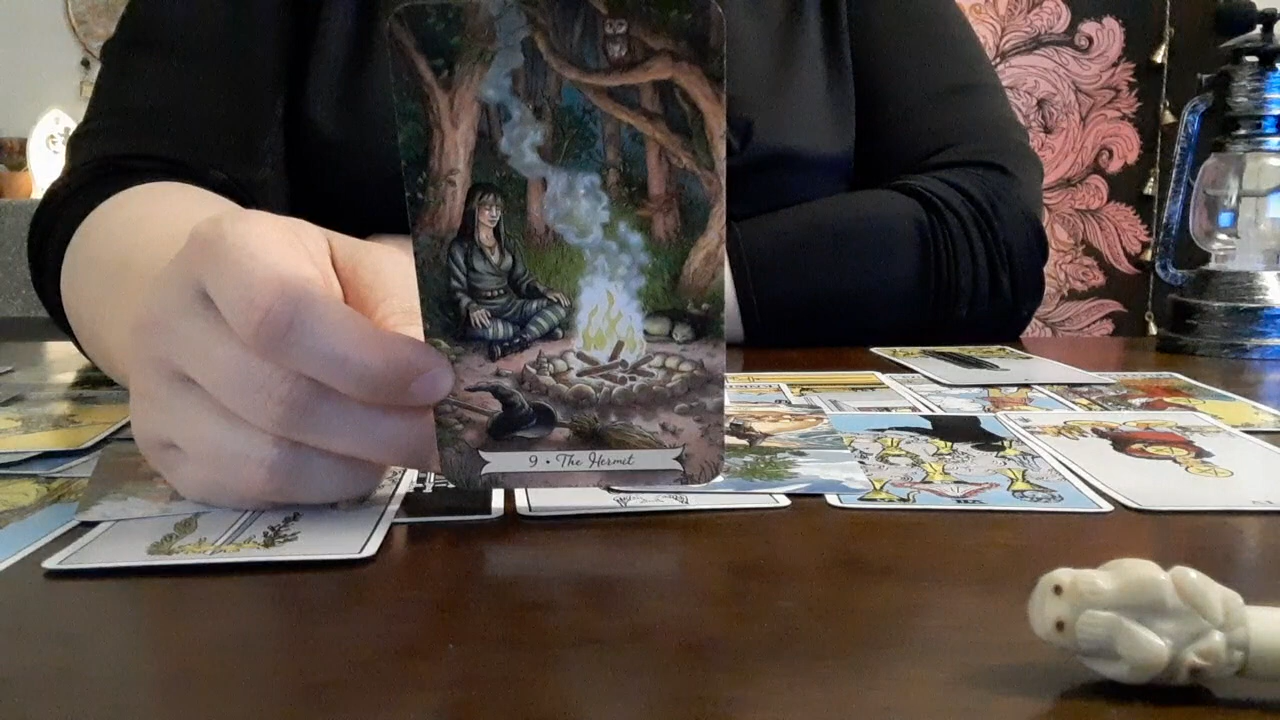 9 • The Hermit